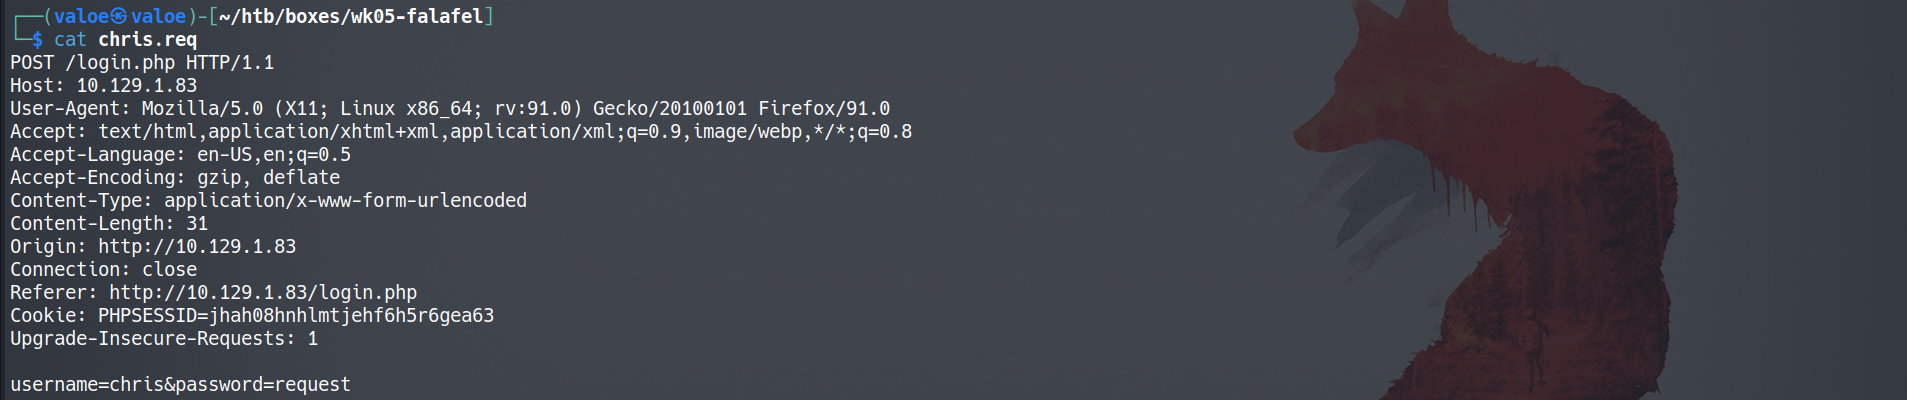 ┌──(valoe㉿valoe)-[~/htb/boxes/wk05-falafel]
└─$ cat chris.req
POST /login.php HTTP/1.1
Host: 10.129.1.83
User-Agent: Mozilla/5.0 (X11; Linux x86_64; rv:91.0) Gecko/20100101 Firefox/91.0
Accept: text/html,application/xhtml+xml,application/xml;q=0.9,image/webp,*/*;q=0.8
Accept-Language: en-US,en;q=0.5
Accept-Encoding: gzip, deflate
Content-Type: application/x-www-form-urlencoded
Content-Length: 31
Origin: http://10.129.1.83
Connection: close
Referer: http://10.129.1.83/login.php
Cookie: PHPSESSID=jhah08hnhlmtjehf6h5r6gea63
Upgrade-Insecure-Requests: 1
username=chris&password=request